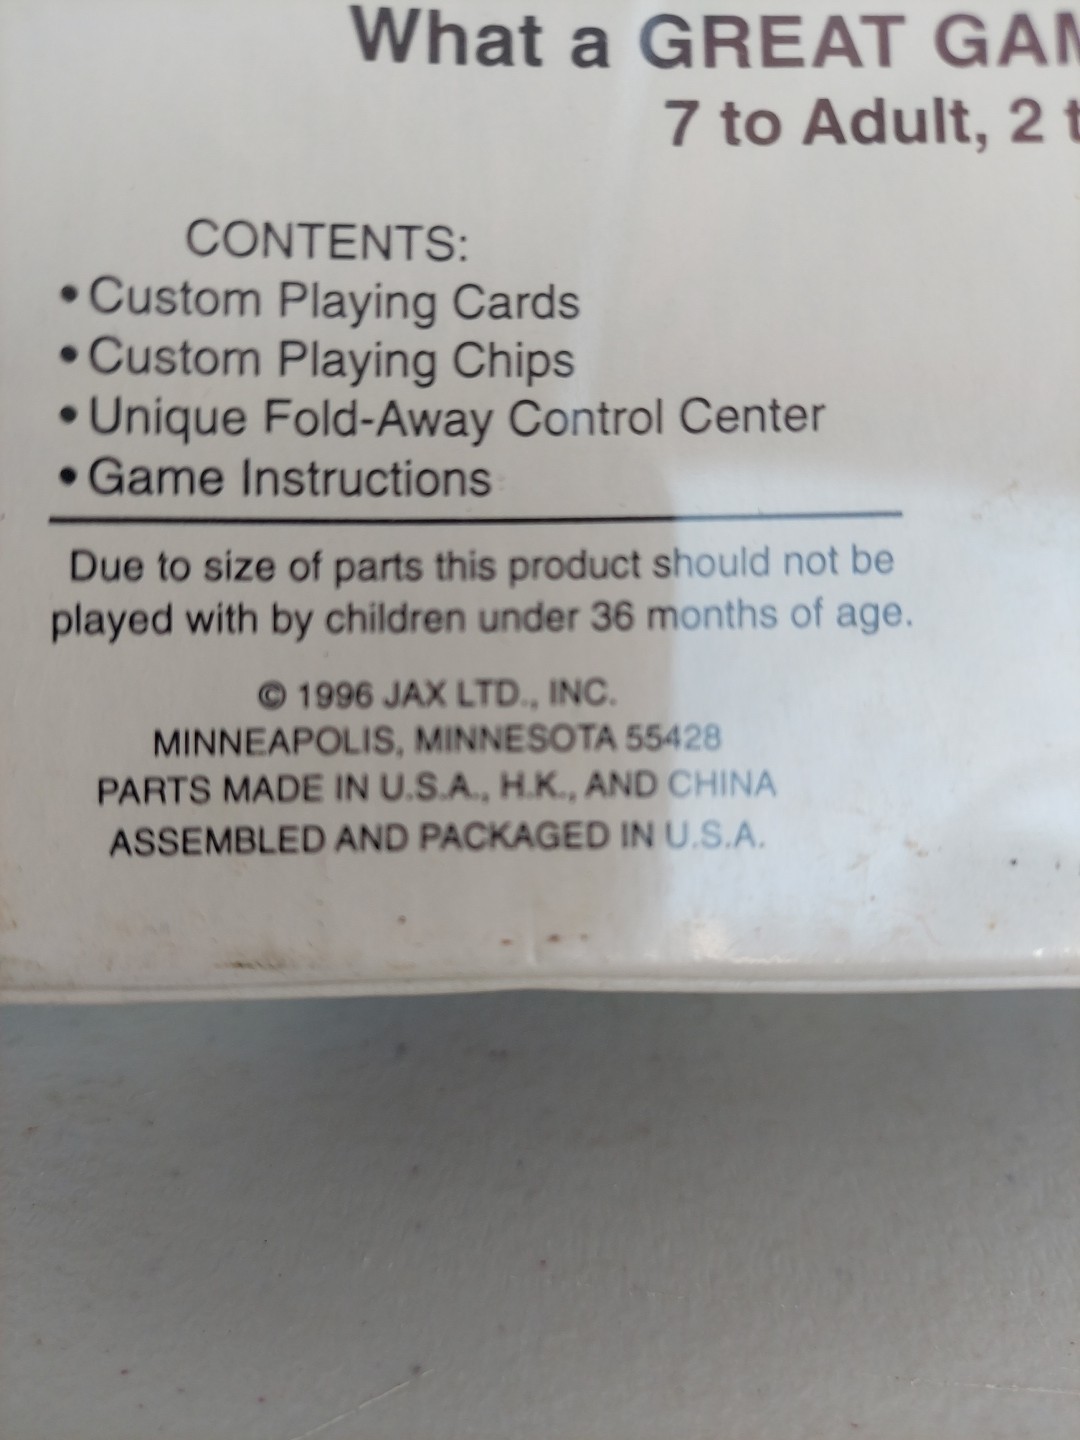 What a GREAT GAM
7 to Adult, 2 t
CONTENTS:
• Custom Playing Cards
• Custom Playing Chips
• Unique Fold-Away Control Center
• Game Instructions
Due to size of parts this product should not be
played with by children under 36 months of age.
© 1996 JAX LTD., INC.
MINNEAPOLIS, MINNESOTA 55428
PARTS MADE IN U.S.A., H.K., AND CHINA
ASSEMBLED AND PACKAGED IN U.S.A.